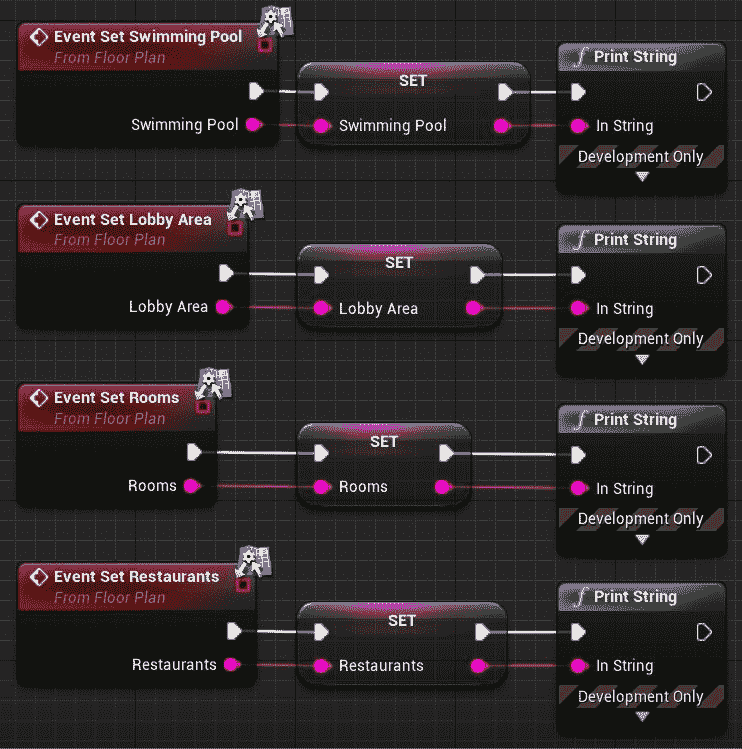 Event Set Swimming Pool
From Floor Plan
Swimming Pool
SET
Swimming Pool
Print String
In String
Development Only
Event Set Lobby Area
From Floor Plan
Lobby Area
SET
Lobby Area
Print String
In String
Development Only
Event Set Rooms
From Floor Plan
Rooms
SET
Rooms
Print String
In String
Development Only
Event Set Restaurants
From Floor Plan
Restaurants
SET
Restaurants
Print String
In String
Development Only